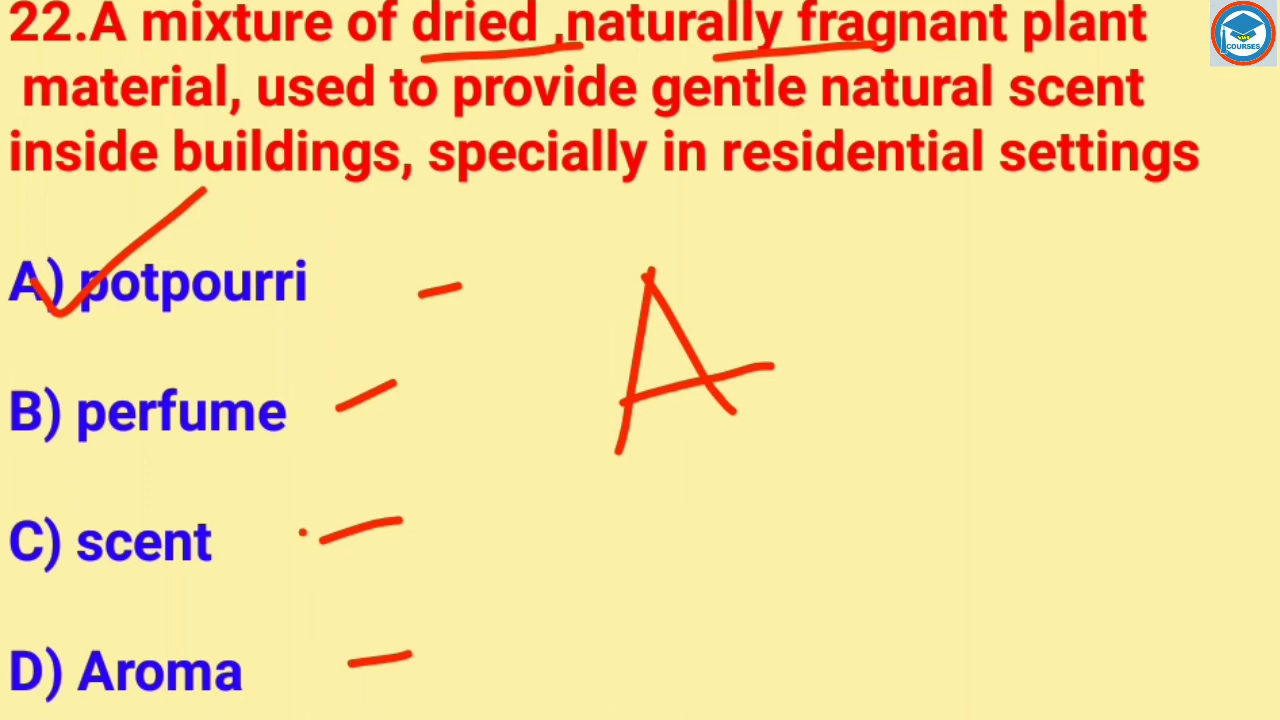 22.A mixture of dried ,naturally fragnant plant
material, used to provide gentle natural scent
inside buildings, specially in residential settings
A) potpourri
A
B) perfume
C) scent
D) Aroma
COURSES